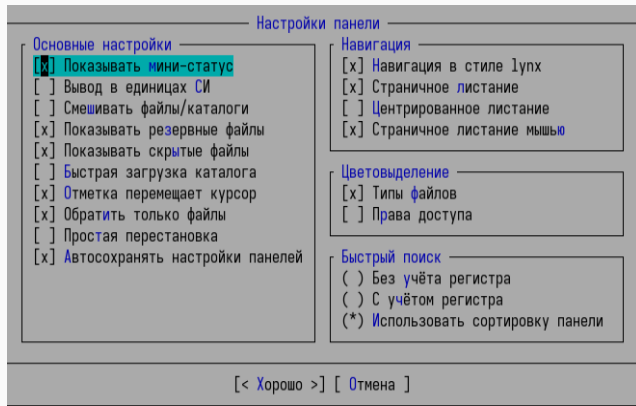 Настройки панели
Основные настройки
[x] Показывать мини-статус
[ ] Вывод в единицах СИ
[ ] Смешивать файлы/каталоги
[x] Показывать резервные файлы
[x] Показывать скрытые файлы
[ ] Быстрая загрузка каталога
[x] Отметка перемещает курсор
[x] Обратить только файлы
[ ] Простая перестановка
[x] Автосохранять настройки панелей
Навигация
[x] Навигация в стиле lynx
[x] Страничное листание
[ ] Центрированное листание
[x] Страничное листание мышью
Цветовыделение
[x] Типы файлов
[ ] Права доступа
Быстрый поиск
( ) Без учёта регистра
( ) С учётом регистра
(*) Использовать сортировку панели
[< Хорошо >] [ Отмена ]